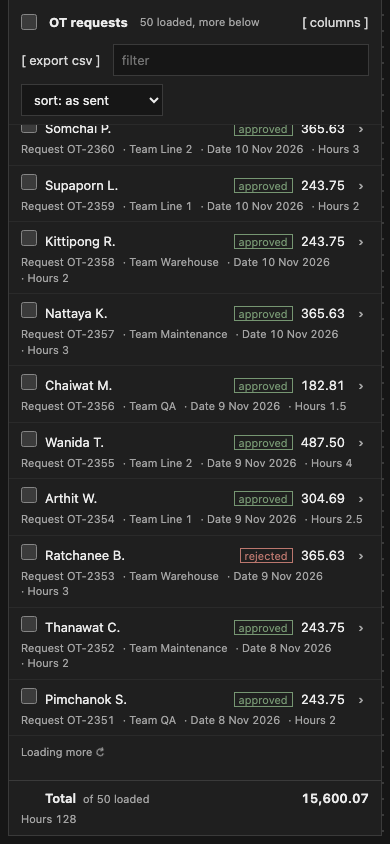 OT requests 50 loaded, more below [ columns ]
[ export csv ] filter
sort: as sent
Somchai P. approved 365.63 ›
Request OT-2360 · Team Line 2 · Date 10 Nov 2026 · Hours 3
Supaporn L. approved 243.75 ›
Request OT-2359 · Team Line 1 · Date 10 Nov 2026 · Hours 2
Kittipong R. approved 243.75 ›
Request OT-2358 · Team Warehouse · Date 10 Nov 2026
· Hours 2
Nattaya K. approved 365.63 ›
Request OT-2357 · Team Maintenance · Date 10 Nov 2026
· Hours 3
Chaiwat M. approved 182.81 ›
Request OT-2356 · Team QA · Date 9 Nov 2026 · Hours 1.5
Wanida T. approved 487.50 ›
Request OT-2355 · Team Line 2 · Date 9 Nov 2026 · Hours 4
Arthit W. approved 304.69 ›
Request OT-2354 · Team Line 1 · Date 9 Nov 2026 · Hours 2.5
Ratchanee B. rejected 365.63 ›
Request OT-2353 · Team Warehouse · Date 9 Nov 2026
· Hours 3
Thanawat C. approved 243.75 ›
Request OT-2352 · Team Maintenance · Date 8 Nov 2026
· Hours 2
Pimchanok S. approved 243.75 ›
Request OT-2351 · Team QA · Date 8 Nov 2026 · Hours 2
Loading more
Total of 50 loaded 15,600.07
Hours 128